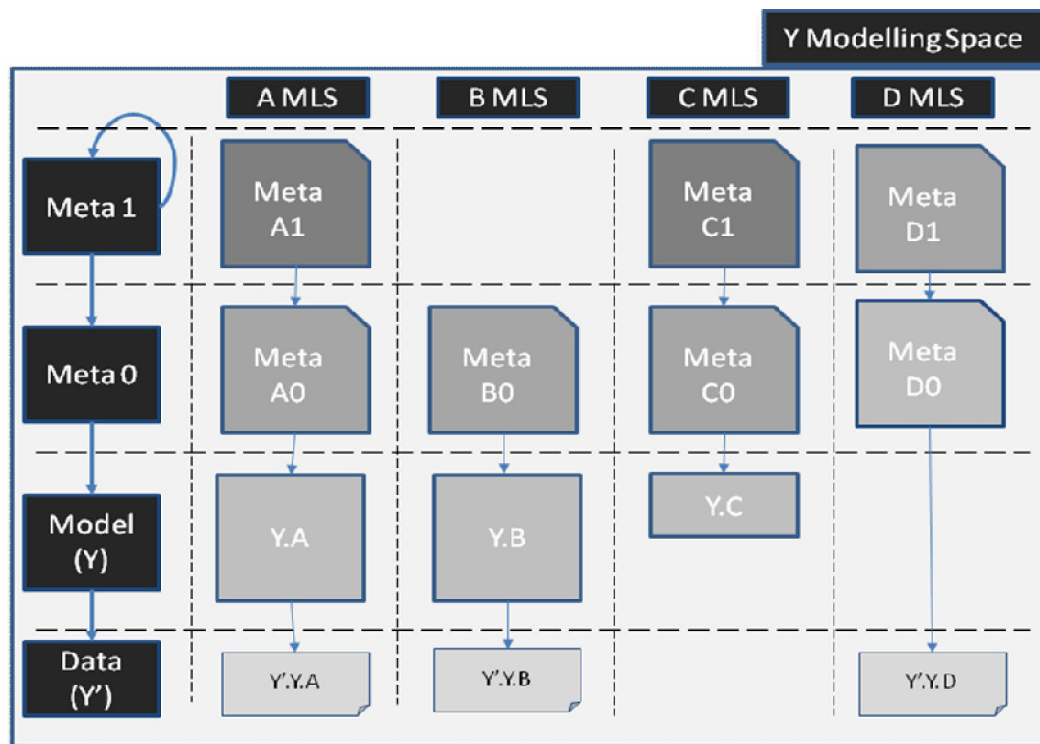 Y Modelling Space
A MLS
B MLS
C MLS
D MLS
Meta 1
Meta
A1
Meta
C1
Meta
D1
Meta 0
Meta
A0
Meta
B0
Meta
C0
Meta
D0
Model
(Y)
Y.A
Y.B
Y.C
Data
(Y')
Y'.Y.A
Y'.Y.B
Y'.Y.D